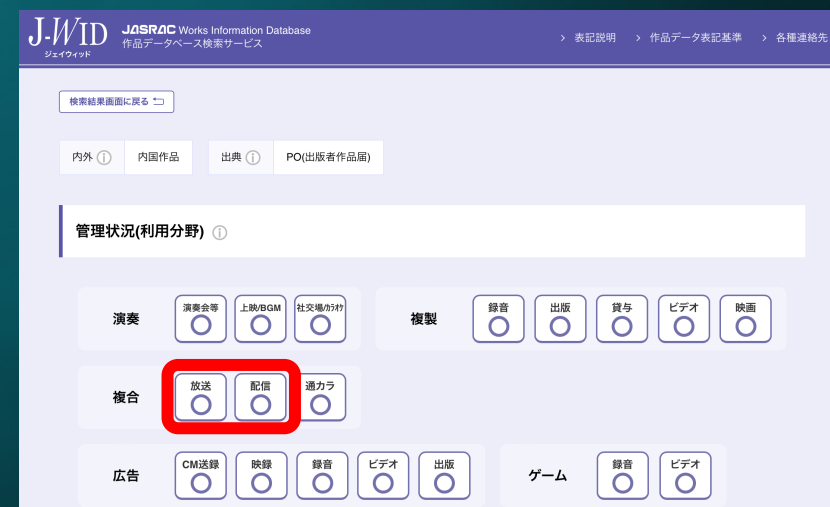 J-WID JASRAC Works Information Database
ジェイウィッド 作品データベース検索サービス
> 表記説明 > 作品データ表記基準 > 各種連絡先
検索結果画面に戻る
内外 内国作品 出典 PO(出版者作品届)
管理状況(利用分野)
演奏 演奏会等 上映/BGM 社交場/カラオケ 複製 録音 出版 貸与 ビデオ 映画
複合 放送 配信 通カラ
広告 CM送録 映録 録音 ビデオ 出版 ゲーム 録音 ビデオ